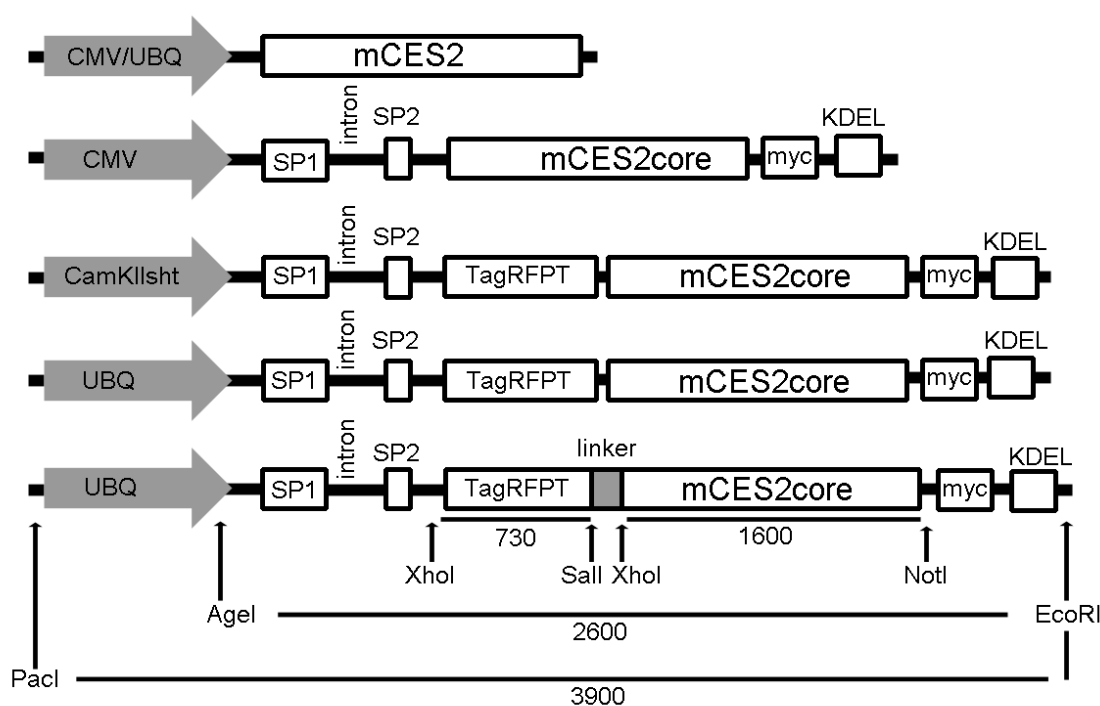 CMV/UBQ mCES2
intron SP2 KDEL
CMV SP1 mCES2core myc
intron SP2 KDEL
CamKIIsht SP1 TagRFPT mCES2core myc
intron SP2 KDEL
UBQ SP1 TagRFPT mCES2core myc
intron SP2 linker KDEL
UBQ SP1 TagRFPT mCES2core myc
730 1600
XhoI SalI XhoI NotI
AgeI EcoRI
2600
PacI
3900